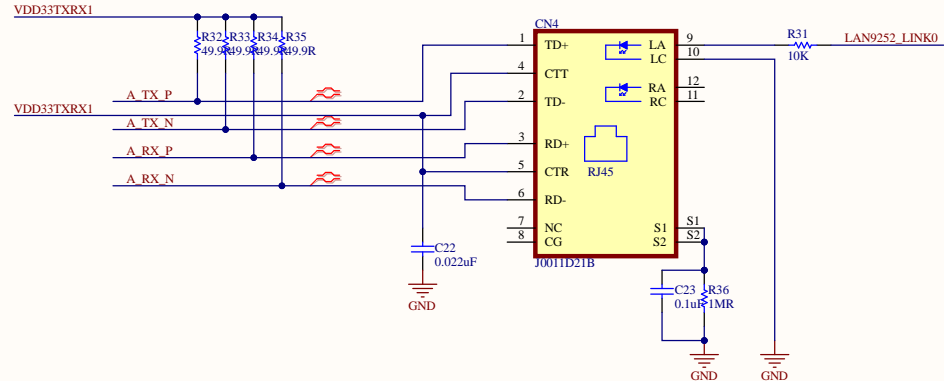 VDD33TXRX1
R32 R33 R34 R35
49.9R 49.9R 49.9R 49.9R
A_TX_P
VDD33TXRX1
A_TX_N
A_RX_P
A_RX_N
C22
0.022uF
GND
CN4
1 TD+
4 CTT
2 TD-
3 RD+
5 CTR
6 RD-
7 NC
8 CG
LA 9
LC 10
RA 12
RC 11
RJ45
S1 S1
S2 S2
J0011D21B
R31
10K
LAN9252_LINK0
C23
0.1uF
R36
1MR
GND
GND